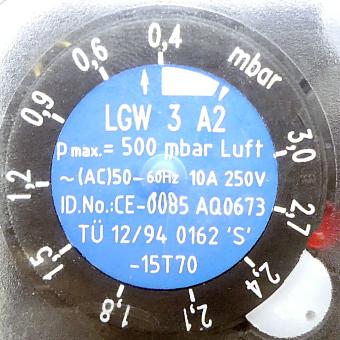 0,4
mbar
0,6
0,9
1,2
1,5
1,8
2,1
2,4
2,7
3,0
LGW 3 A2
p max. = 500 mbar Luft
~ (AC)50-60Hz 10A 250V
ID.No.:CE-0085 AQ0673
TÜ 12/94 0162 'S'
-15T70